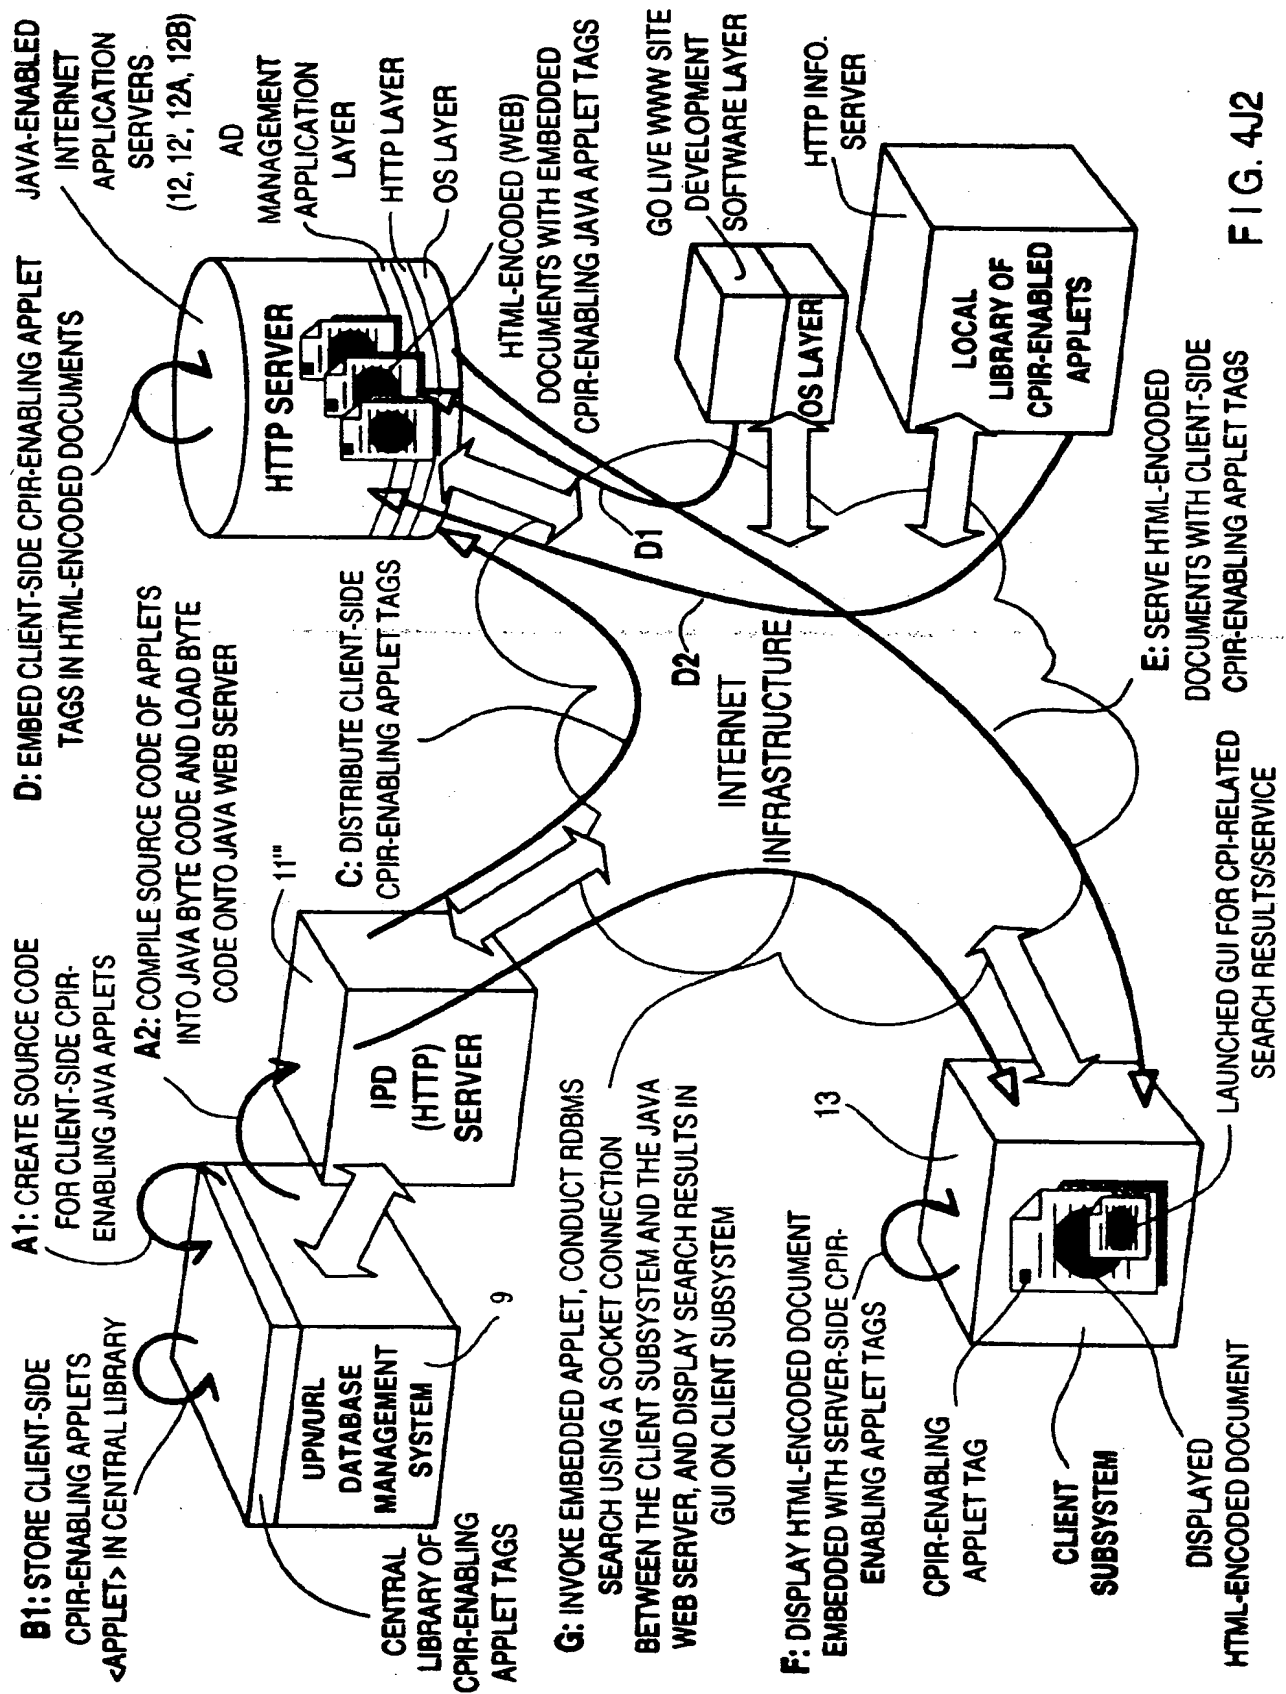 B1: STORE CLIENT-SIDE
CPIR-ENABLING APPLETS
<APPLET> IN CENTRAL LIBRARY
A1: CREATE SOURCE CODE
FOR CLIENT-SIDE CPIR-
ENABLING JAVA APPLETS
A2: COMPILE SOURCE CODE OF APPLETS
INTO JAVA BYTE CODE AND LOAD BYTE
CODE ONTO JAVA WEB SERVER
D: EMBED CLIENT-SIDE CPIR-ENABLING APPLET
TAGS IN HTML-ENCODED DOCUMENTS
JAVA-ENABLED
INTERNET
APPLICATION
SERVERS
(12, 12', 12A, 12B)
AD
MANAGEMENT
APPLICATION
LAYER
HTTP LAYER
OS LAYER
HTTP SERVER
HTML-ENCODED (WEB)
DOCUMENTS WITH EMBEDDED
CPIR-ENABLING JAVA APPLET TAGS
UPN/URL
DATABASE
MANAGEMENT
SYSTEM
9
CENTRAL
LIBRARY OF
CPIR-ENABLING
APPLET TAGS
11'''
IPD
(HTTP)
SERVER
C: DISTRIBUTE CLIENT-SIDE
CPIR-ENABLING APPLET TAGS
D1
D2
INTERNET
INFRASTRUCTURE
GO LIVE WWW SITE
DEVELOPMENT
SOFTWARE LAYER
OS LAYER
HTTP INFO.
SERVER
LOCAL
LIBRARY OF
CPIR-ENABLED
APPLETS
G: INVOKE EMBEDDED APPLET, CONDUCT RDBMS
SEARCH USING A SOCKET CONNECTION
BETWEEN THE CLIENT SUBSYSTEM AND THE JAVA
WEB SERVER, AND DISPLAY SEARCH RESULTS IN
GUI ON CLIENT SUBSYSTEM
F: DISPLAY HTML-ENCODED DOCUMENT
EMBEDDED WITH SERVER-SIDE CPIR-
ENABLING APPLET TAGS
13
CPIR-ENABLING
APPLET TAG
CLIENT
SUBSYSTEM
DISPLAYED
HTML-ENCODED DOCUMENT
LAUNCHED GUI FOR CPI-RELATED
SEARCH RESULTS/SERVICE
E: SERVE HTML-ENCODED
DOCUMENTS WITH CLIENT-SIDE
CPIR-ENABLING APPLET TAGS
FIG. 4J2